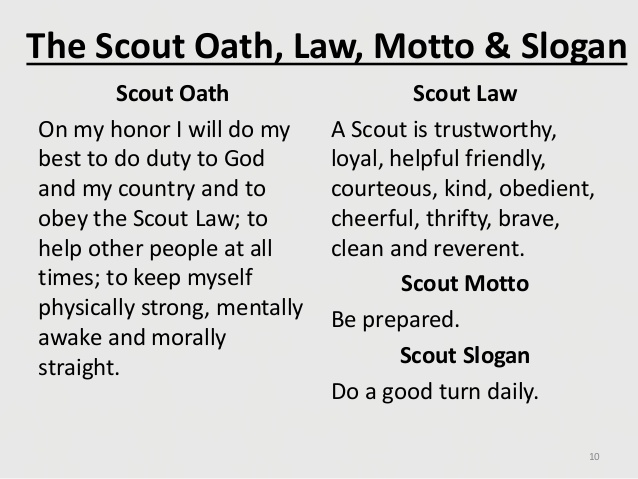 The Scout Oath, Law, Motto & Slogan
Scout Oath
On my honor I will do my
best to do duty to God
and my country and to
obey the Scout Law; to
help other people at all
times; to keep myself
physically strong, mentally
awake and morally
straight.
Scout Law
A Scout is trustworthy,
loyal, helpful friendly,
courteous, kind, obedient,
cheerful, thrifty, brave,
clean and reverent.
Scout Motto
Be prepared.
Scout Slogan
Do a good turn daily.
10